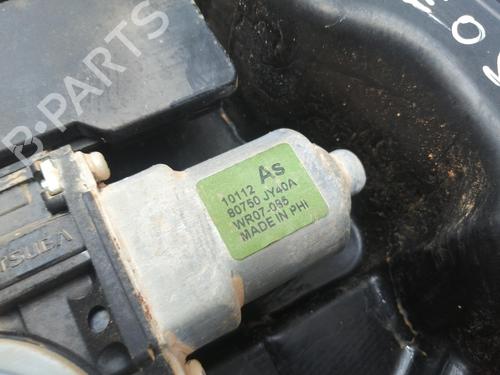 B-PARTS
10112 As
80750 JY40A
WR07-095
MADE IN PHI